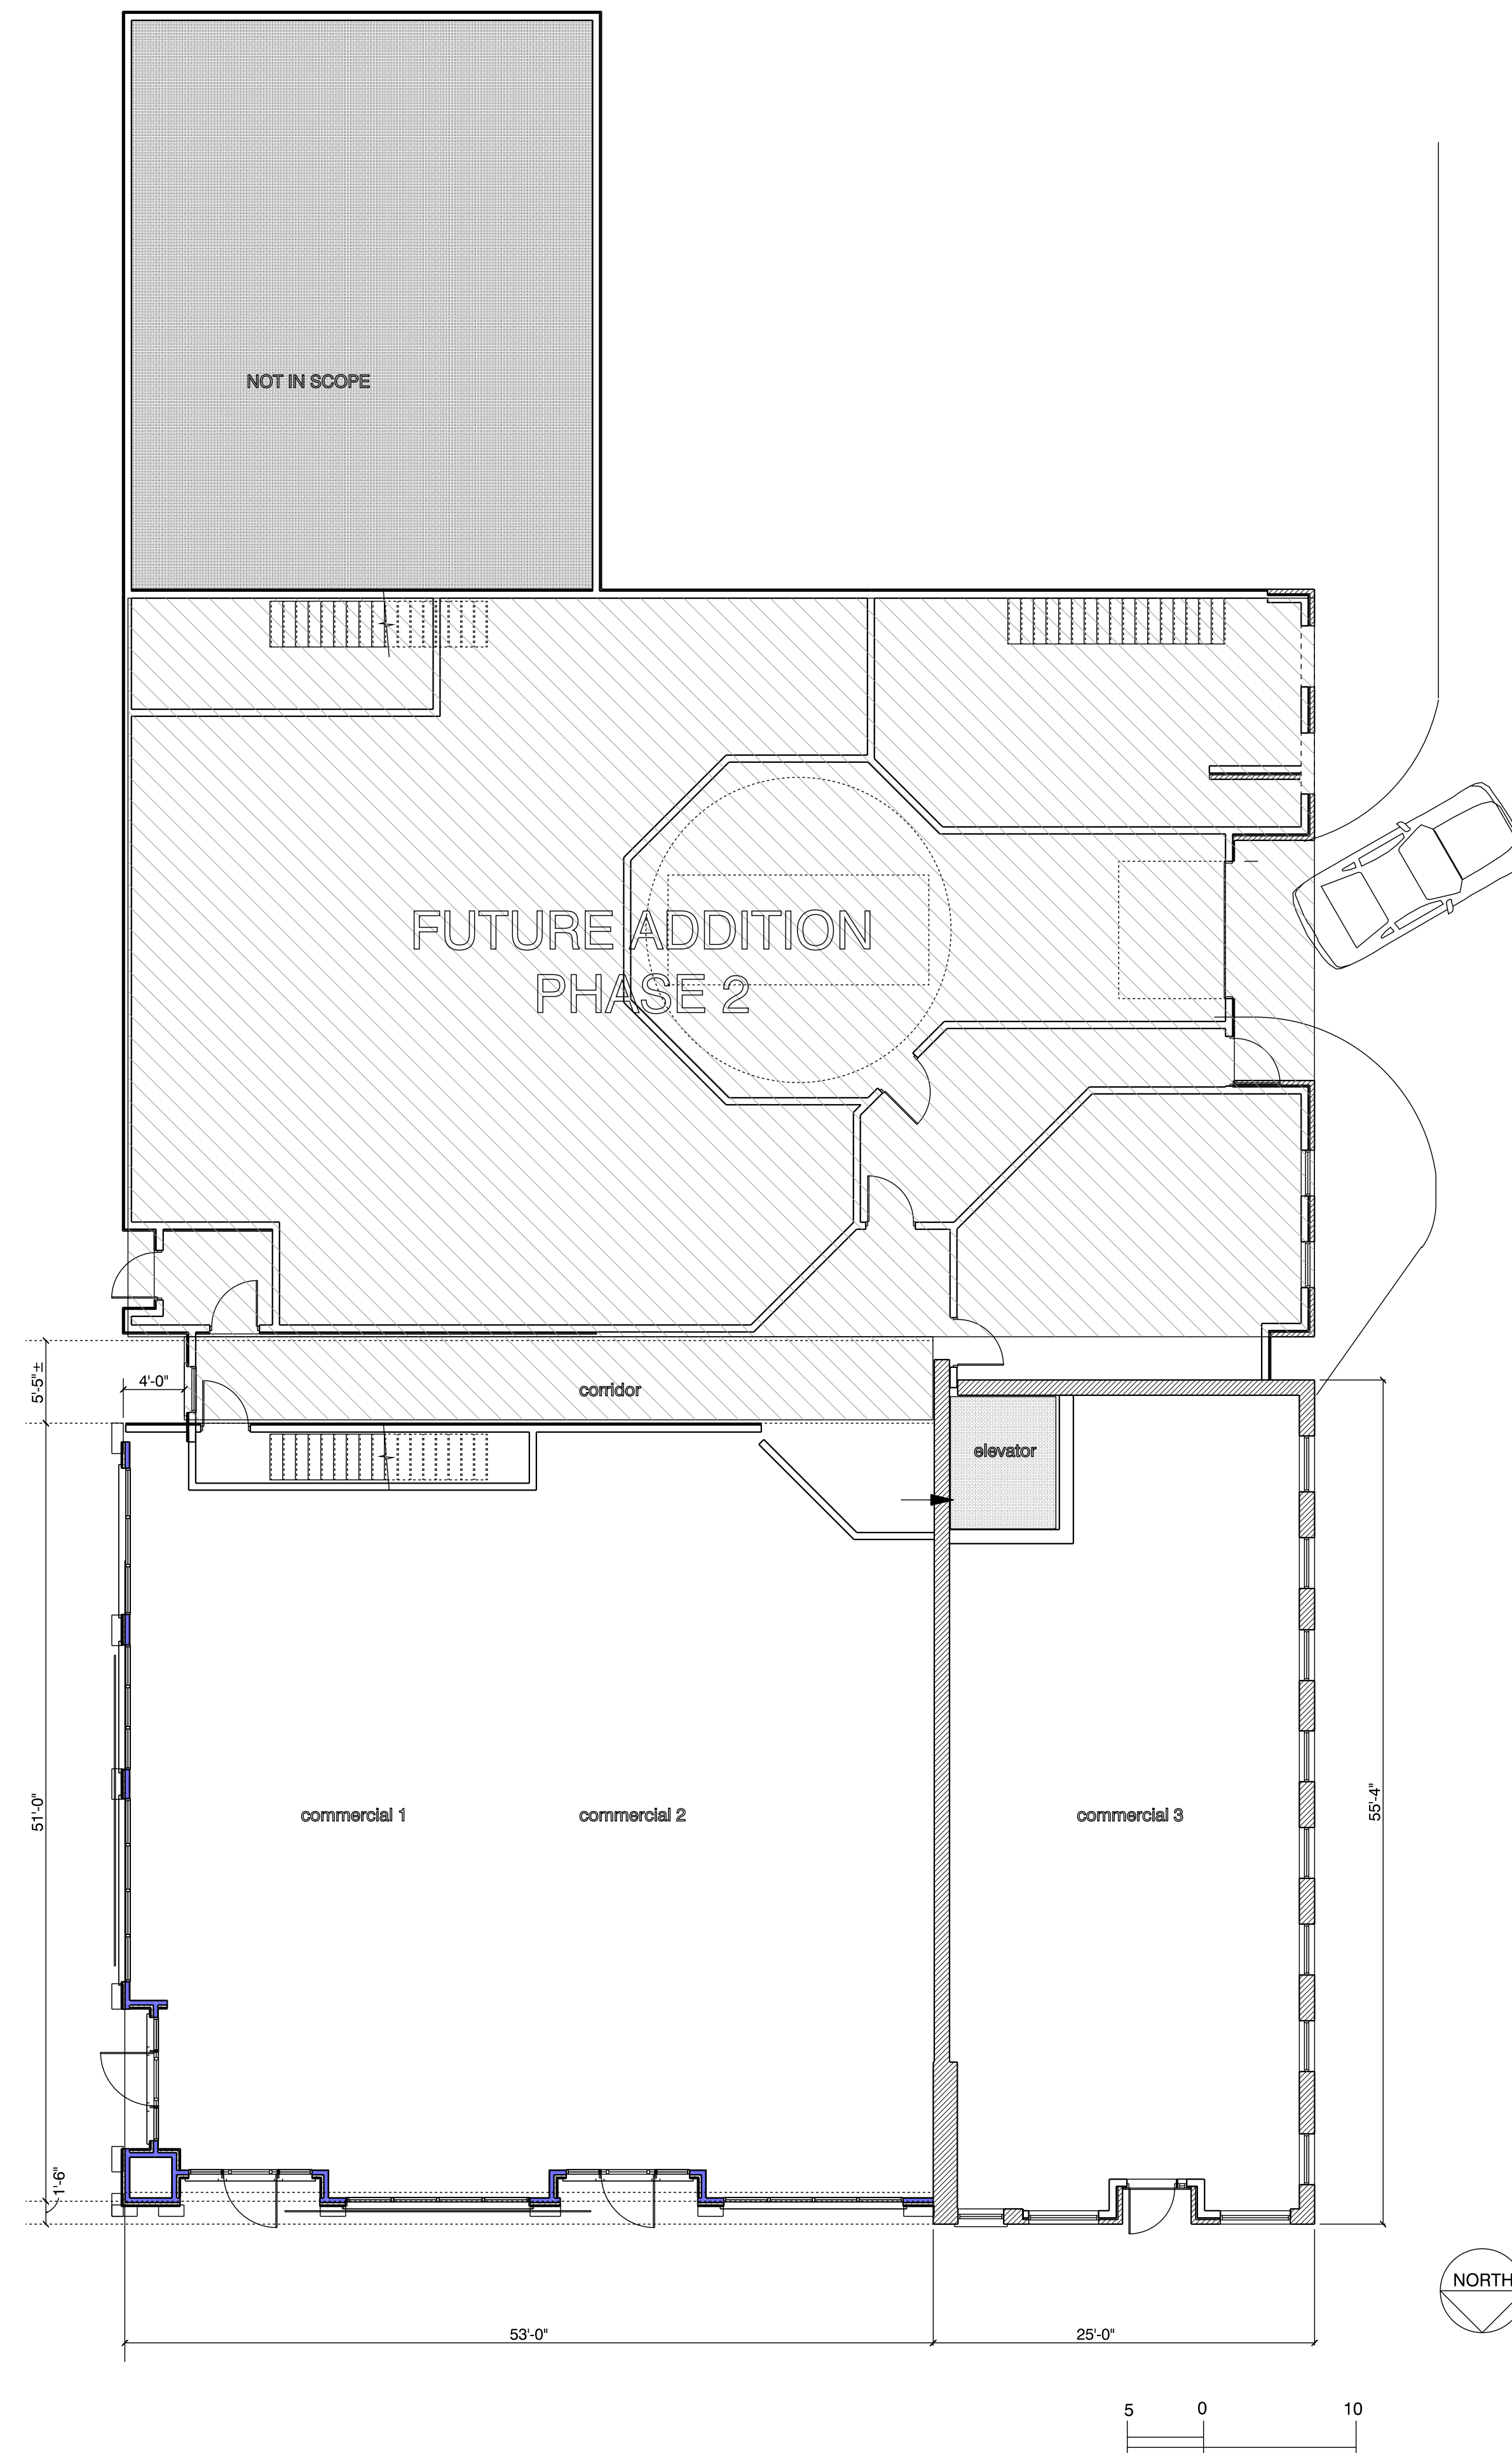 NOT IN SCOPE
FUTURE ADDITION
PHASE 2
5'-5"±
4'-0"
corridor
elevator
51'-0"
commercial 1
commercial 2
commercial 3
55'-4"
1'-6"
NORTH
53'-0"
25'-0"
5 0 10